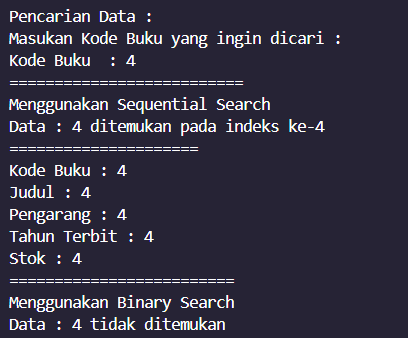 Pencarian Data :
Masukan Kode Buku yang ingin dicari :
Kode Buku  : 4
==========================
Menggunakan Sequential Search
Data : 4 ditemukan pada indeks ke-4
=====================
Kode Buku : 4
Judul : 4
Pengarang : 4
Tahun Terbit : 4
Stok : 4
=========================
Menggunakan Binary Search
Data : 4 tidak ditemukan